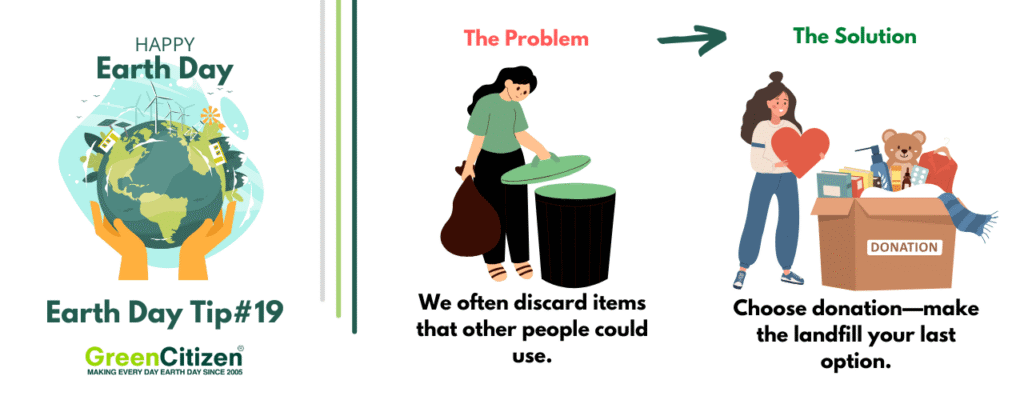 HAPPY
Earth Day
Earth Day Tip#19
GreenCitizen®
MAKING EVERY DAY EARTH DAY SINCE 2005
The Problem
We often discard items
that other people could
use.
The Solution
DONATION
Choose donation—make
the landfill your last
option.